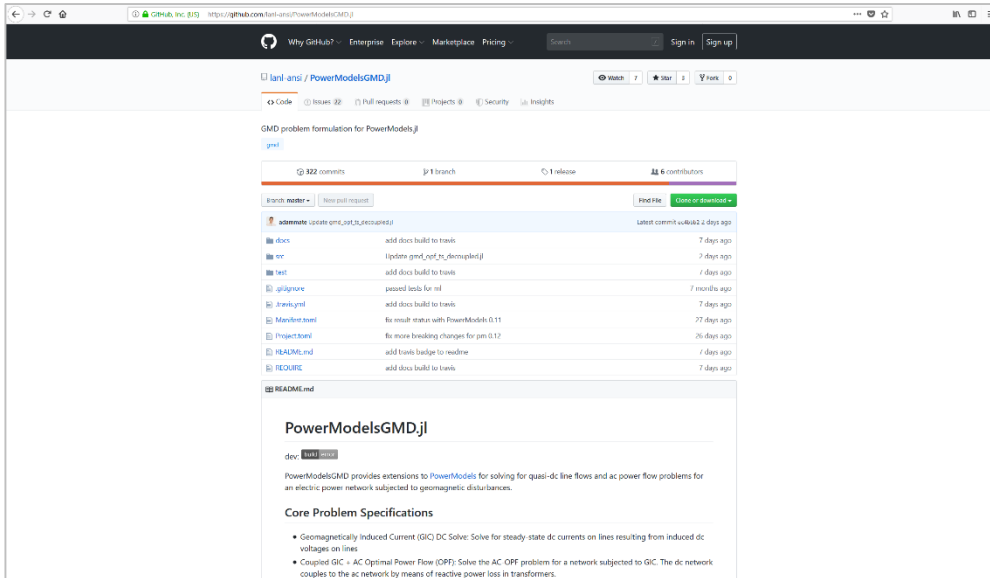 GitHub, Inc. (US) https://github.com/lanl-ansi/PowerModelsGMD.jl
Why GitHub? Enterprise Explore Marketplace Pricing Search Sign in Sign up
lanl-ansi / PowerModelsGMD.jl Watch 7 Star 3 Fork 0
Code Issues 22 Pull requests 0 Projects 0 Security Insights
GMD problem formulation for PowerModels.jl
gmd
322 commits 1 branch 1 release 6 contributors
Branch: master New pull request Find File Clone or download
adammate Update gmd_opf_ts_decoupled.jl Latest commit 2 days ago
docs add docs build to travis 7 days ago
src Update gmd_opf_ts_decoupled.jl 2 days ago
test add docs build to travis 7 days ago
.gitignore passed tests for ml 7 months ago
.travis.yml add docs build to travis 7 days ago
Manifest.toml fix result status with PowerModels 0.11 27 days ago
Project.toml fix more breaking changes for pm 0.12 26 days ago
README.md add travis badge to readme 7 days ago
REQUIRE add docs build to travis 7 days ago
README.md
PowerModelsGMD.jl
dev: build error
PowerModelsGMD provides extensions to PowerModels for solving for quasi-dc line flows and ac power flow problems for
an electric power network subjected to geomagnetic disturbances.
Core Problem Specifications
• Geomagnetically Induced Current (GIC) DC Solve: Solve for steady-state dc currents on lines resulting from induced dc
voltages on lines
• Coupled GIC + AC Optimal Power Flow (OPF): Solve the AC OPF problem for a network subjected to GIC. The dc network
couples to the ac network by means of reactive power loss in transformers.